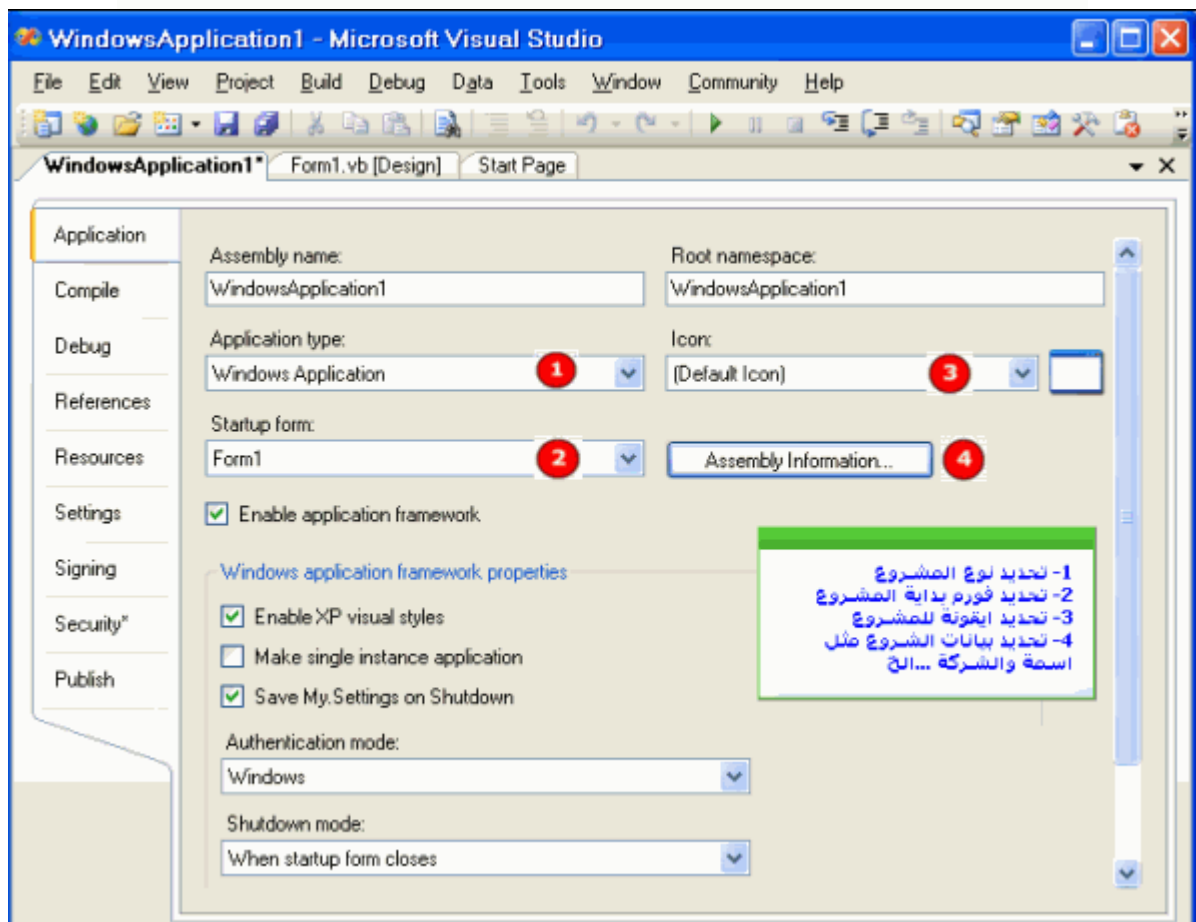 WindowsApplication1 - Microsoft Visual Studio
File Edit View Project Build Debug Data Tools Window Community Help
WindowsApplication1* Form1.vb [Design] Start Page
Application
Compile
Debug
References
Resources
Settings
Signing
Security*
Publish
Assembly name: Root namespace:
WindowsApplication1 WindowsApplication1
Application type: Icon:
Windows Application 1 (Default Icon) 3
Startup form:
Form1 2 Assembly Information... 4
Enable application framework
Windows application framework properties
Enable XP visual styles
Make single instance application
Save My.Settings on Shutdown
Authentication mode:
Windows
Shutdown mode:
When startup form closes
1- تحديد نوع المشروع
2- تحديد فورم بداية المشروع
3- تحديد ايقونة للمشروع
4- تحديد بيانات الشروع مثل
اسمة والشركة ...الخ